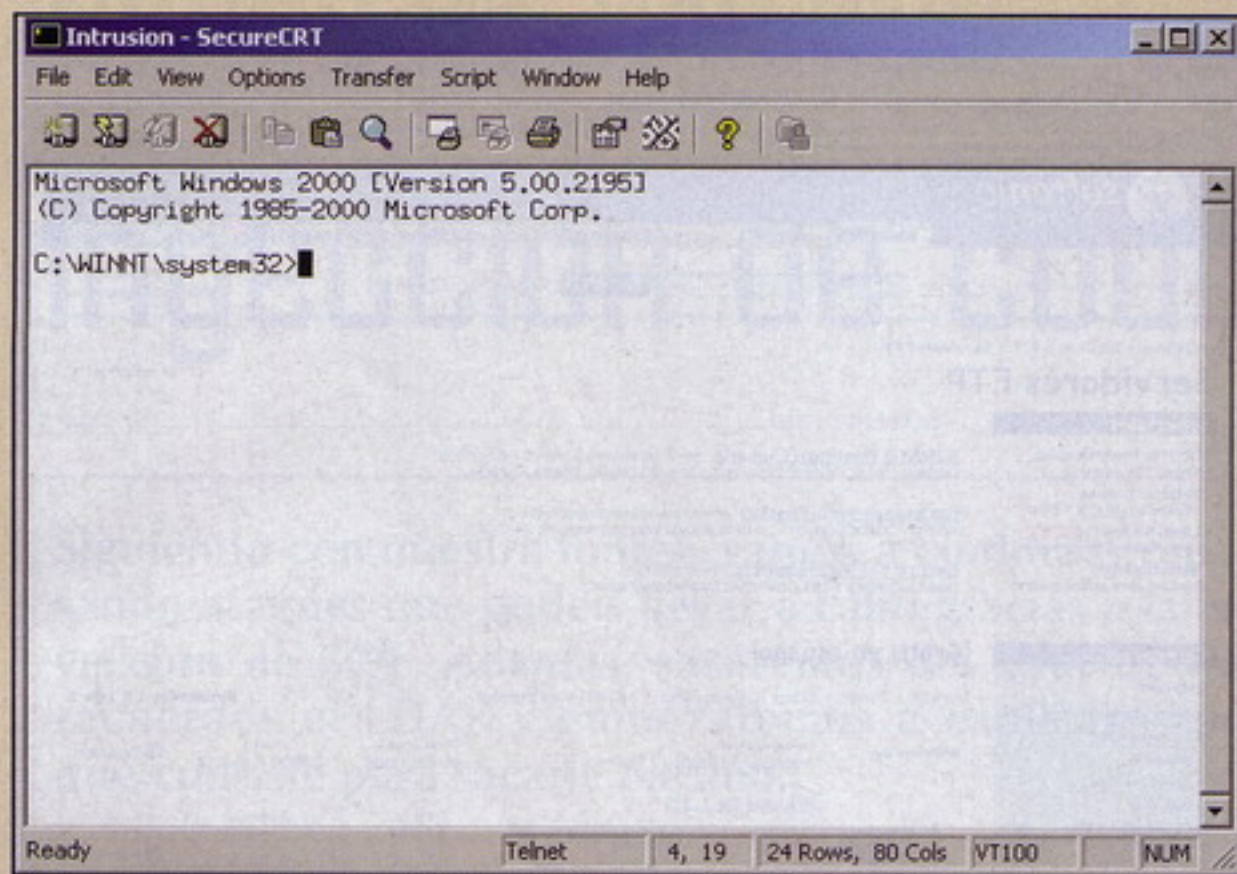 Intrusion - SecureCRT
File Edit View Options Transfer Script Window Help
Microsoft Windows 2000 [Version 5.00.2195]
(C) Copyright 1985-2000 Microsoft Corp.
C:\WINNT\system32>
Ready Telnet 4, 19 24 Rows, 80 Cols VT100 NUM